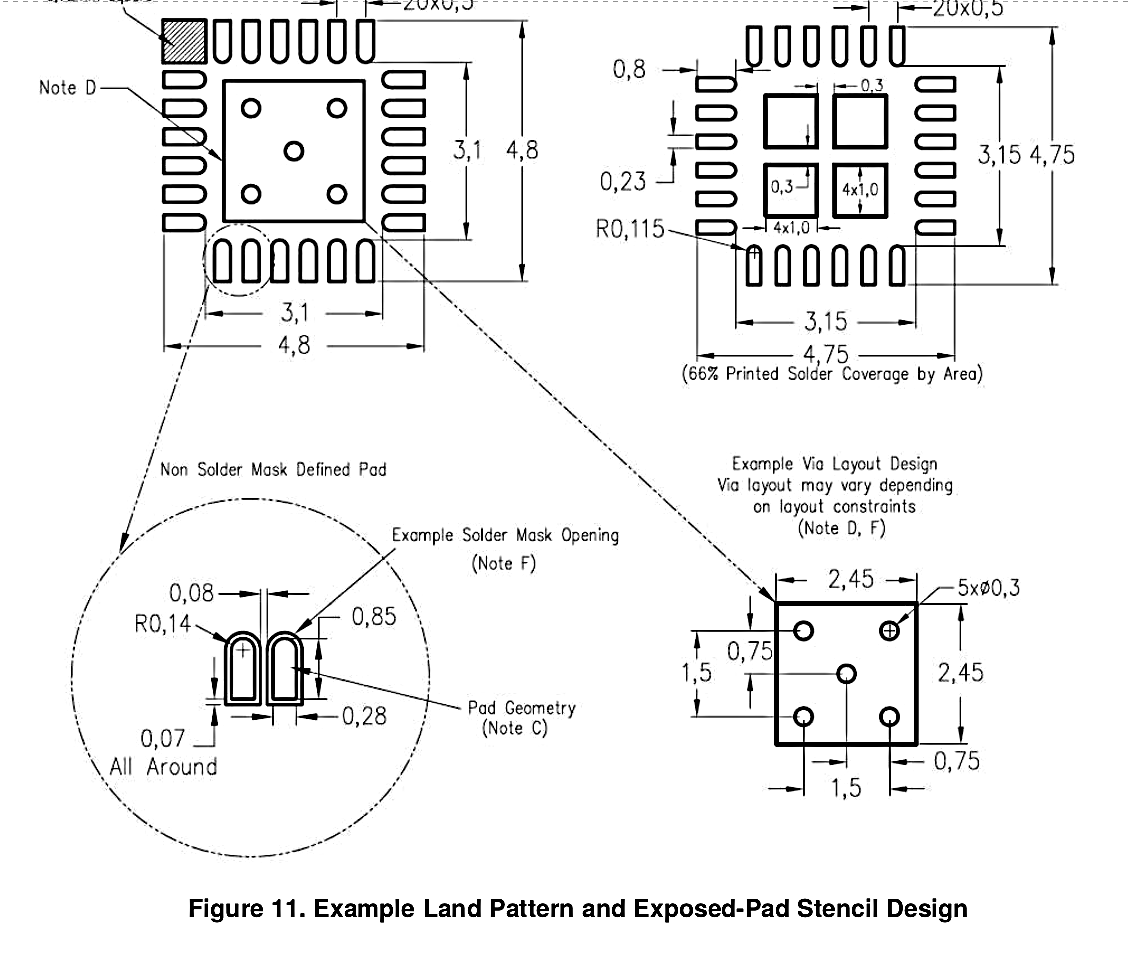 20x0,5
20x0,5
Note D
3,1
4,8
3,1
4,8
0,8
0,3
0,23
0,3
4x1,0
4x1,0
R0,115
3,15
4,75
3,15
4,75
(66% Printed Solder Coverage by Area)
Non Solder Mask Defined Pad
Example Solder Mask Opening
(Note F)
0,08
R0,14
0,85
0,28
Pad Geometry
(Note C)
0,07
All Around
Example Via Layout Design
Via layout may vary depending
on layout constraints
(Note D, F)
2,45
5xø0,3
0,75
1,5
2,45
0,75
1,5
Figure 11. Example Land Pattern and Exposed-Pad Stencil Design